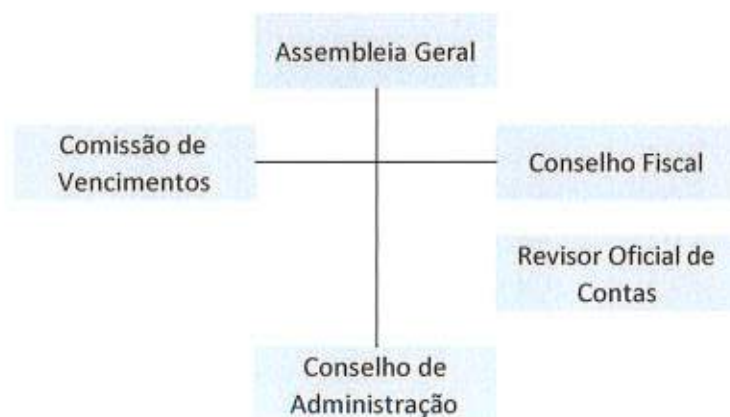 Assembleia Geral
Comissão de
Vencimentos
Conselho Fiscal
Revisor Oficial de
Contas
Conselho de
Administração